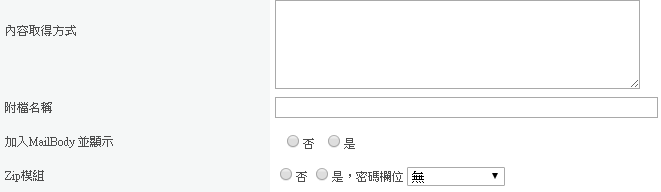 內容取得方式
附檔名稱
加入MailBody 並顯示 否 是
Zip模組 否 是，密碼欄位 無